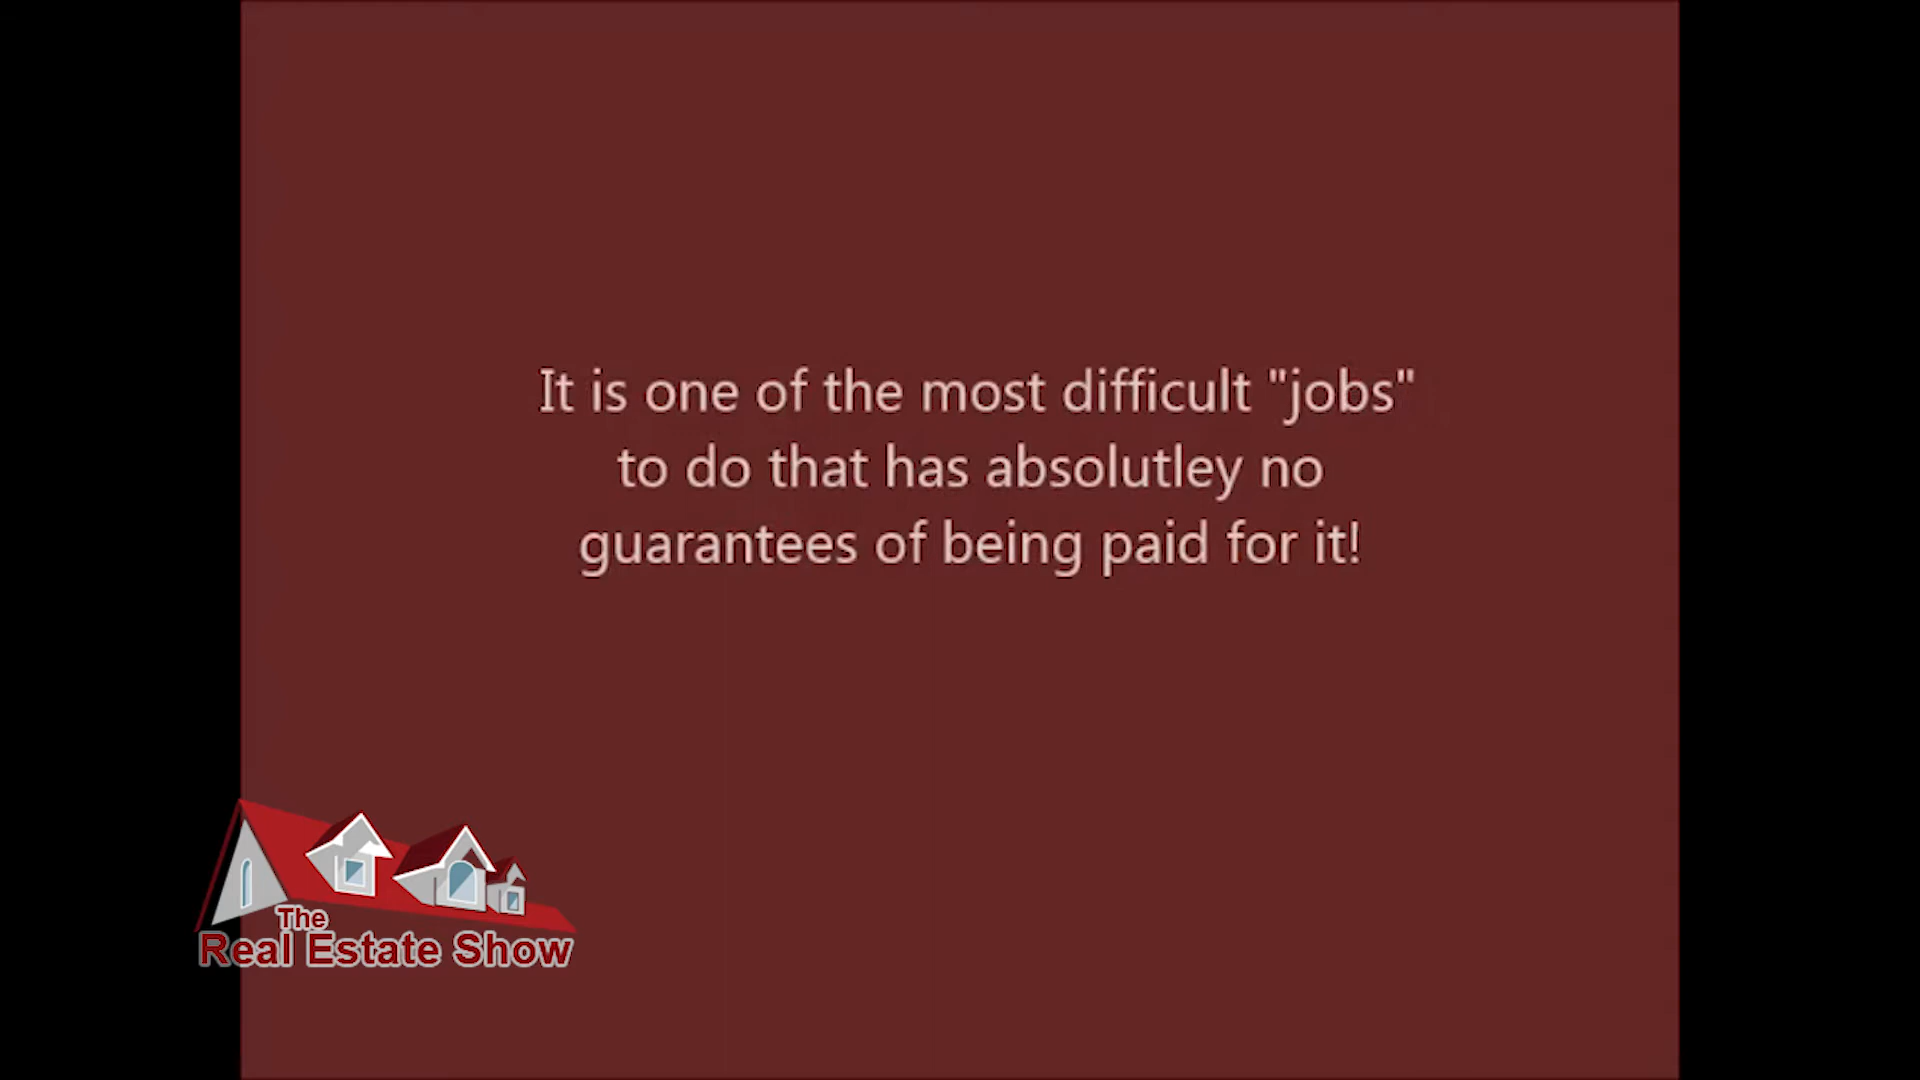 It is one of the most difficult "jobs"
to do that has absolutley no
guarantees of being paid for it!
The
Real Estate Show